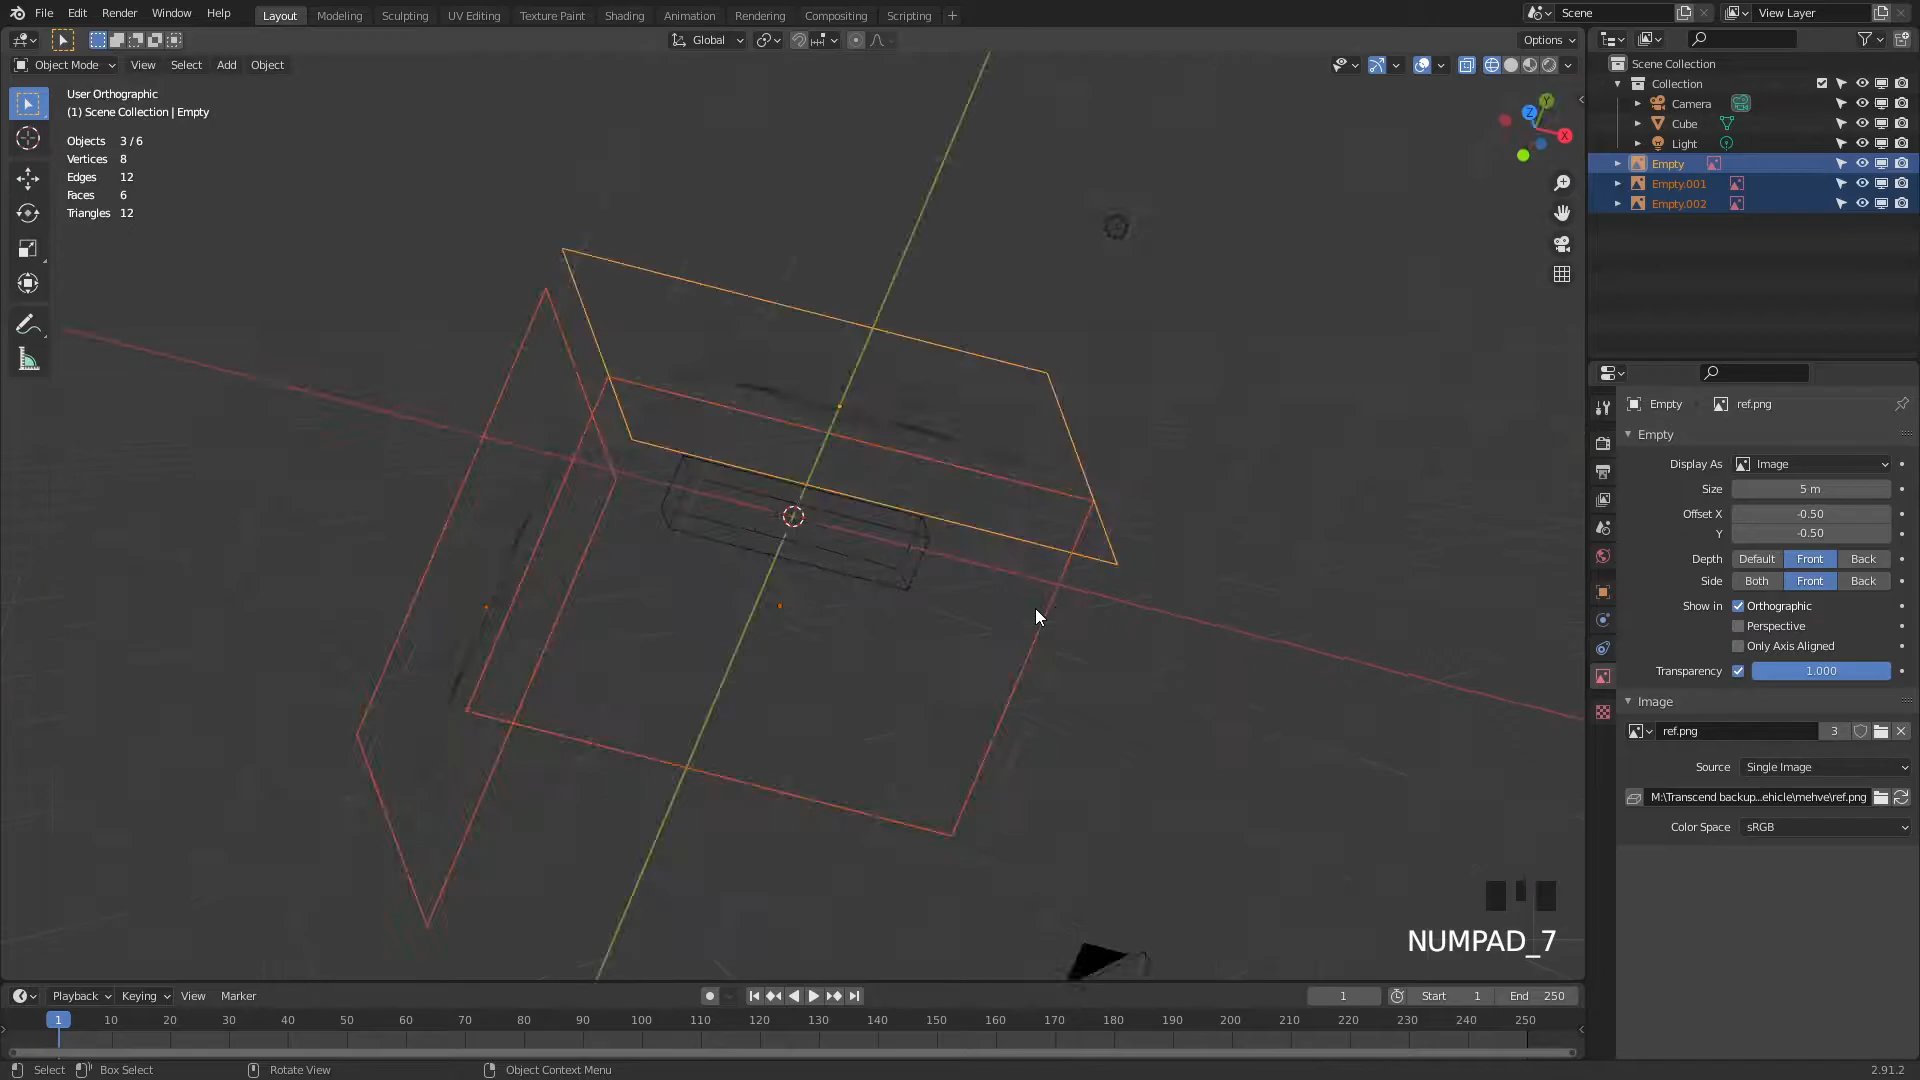 File Edit Render Window Help
Layout Modeling Sculpting UV Editing Texture Paint Shading Animation Rendering Compositing Scripting +
Scene
View Layer
Global
Options
Object Mode View Select Add Object
User Orthographic
(1) Scene Collection | Empty
Objects 3 / 6
Vertices 8
Edges 12
Faces 6
Triangles 12
Y
Z
X
Scene Collection
Collection
Camera
Cube
Light
Empty
Empty.001
Empty.002
Empty ref.png
Empty
Display As Image
Size 5 m
Offset X -0.50
Y -0.50
Depth Default Front Back
Side Both Front Back
Show in Orthographic
Perspective
Only Axis Aligned
Transparency 1.000
Image
ref.png 3
Source Single Image
M:\Transcend backup...ehicle\mehve\ref.png
Color Space sRGB
NUMPAD_7
Playback Keying View Marker
1 Start 1 End 250
1 10 20 30 40 50 60 70 80 90 100 110 120 130 140 150 160 170 180 190 200 210 220 230 240 250
Select Box Select Rotate View Object Context Menu 2.91.2